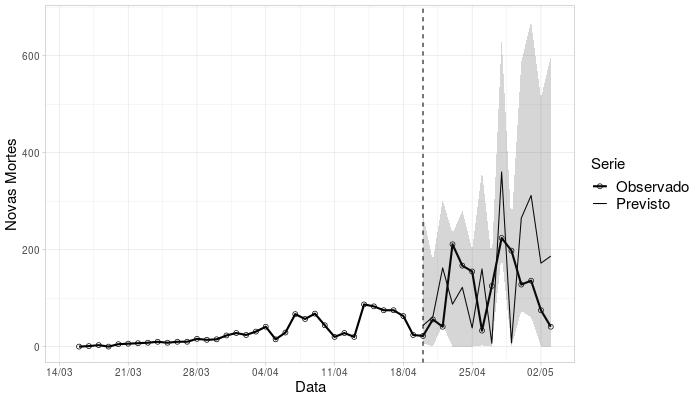 600
400
200
0
Novas Mortes
14/03 21/03 28/03 04/04 11/04 18/04 25/04 02/05
Data
Serie
Observado
Previsto